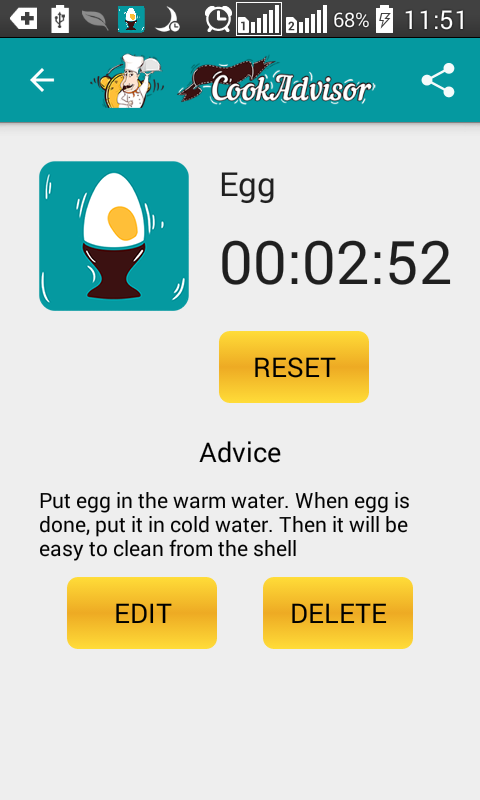 1 2 68% 11:51
CookAdvisor
Egg
00:02:52
RESET
Advice
Put egg in the warm water. When egg is
done, put it in cold water. Then it will be
easy to clean from the shell
EDIT DELETE